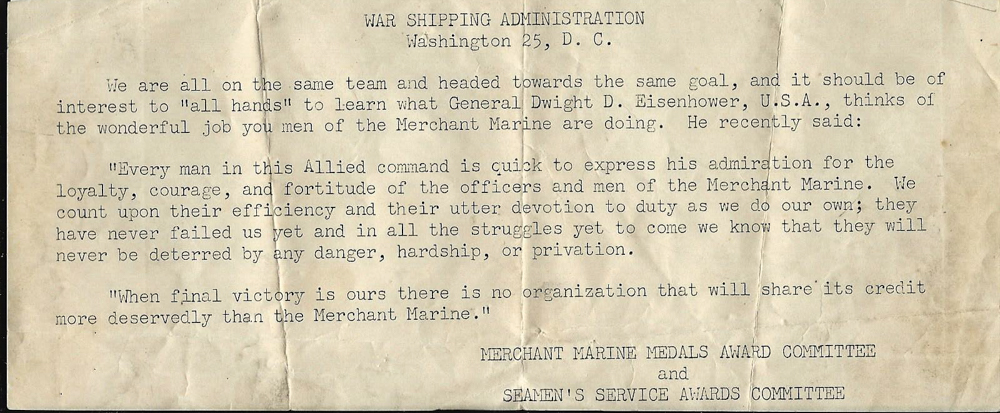 WAR SHIPPING ADMINISTRATION
Washington 25, D. C.
We are all on the same team and headed towards the same goal, and it should be of
interest to "all hands" to learn what General Dwight D. Eisenhower, U.S.A., thinks of
the wonderful job you men of the Merchant Marine are doing. He recently said:
"Every man in this Allied command is quick to express his admiration for the
loyalty, courage, and fortitude of the officers and men of the Merchant Marine. We
count upon their efficiency and their utter devotion to duty as we do our own; they
have never failed us yet and in all the struggles yet to come we know that they will
never be deterred by any danger, hardship, or privation.
"When final victory is ours there is no organization that will share its credit
more deservedly than the Merchant Marine."
MERCHANT MARINE MEDALS AWARD COMMITTEE
and
SEAMEN'S SERVICE AWARDS COMMITTEE